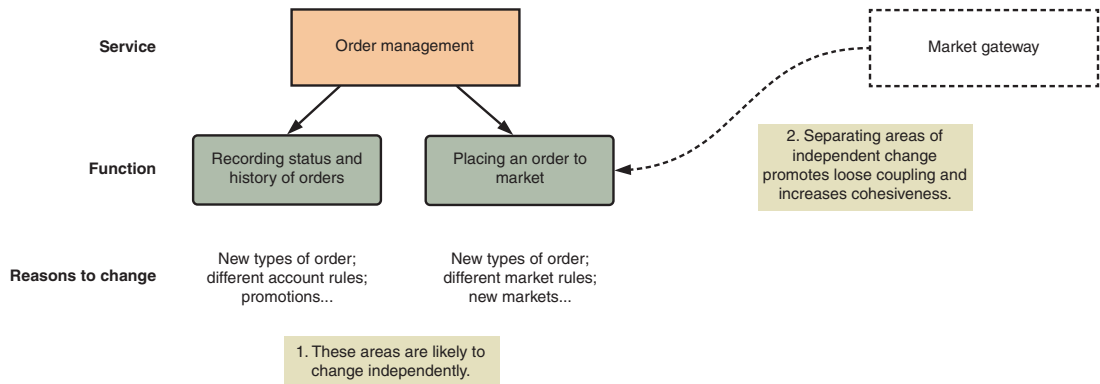 Service
Order management
Market gateway
Function
Recording status and
history of orders
Placing an order to
market
2. Separating areas of
independent change
promotes loose coupling and
increases cohesiveness.
Reasons to change
New types of order;
different account rules;
promotions...
New types of order;
different market rules;
new markets...
1. These areas are likely to
change independently.